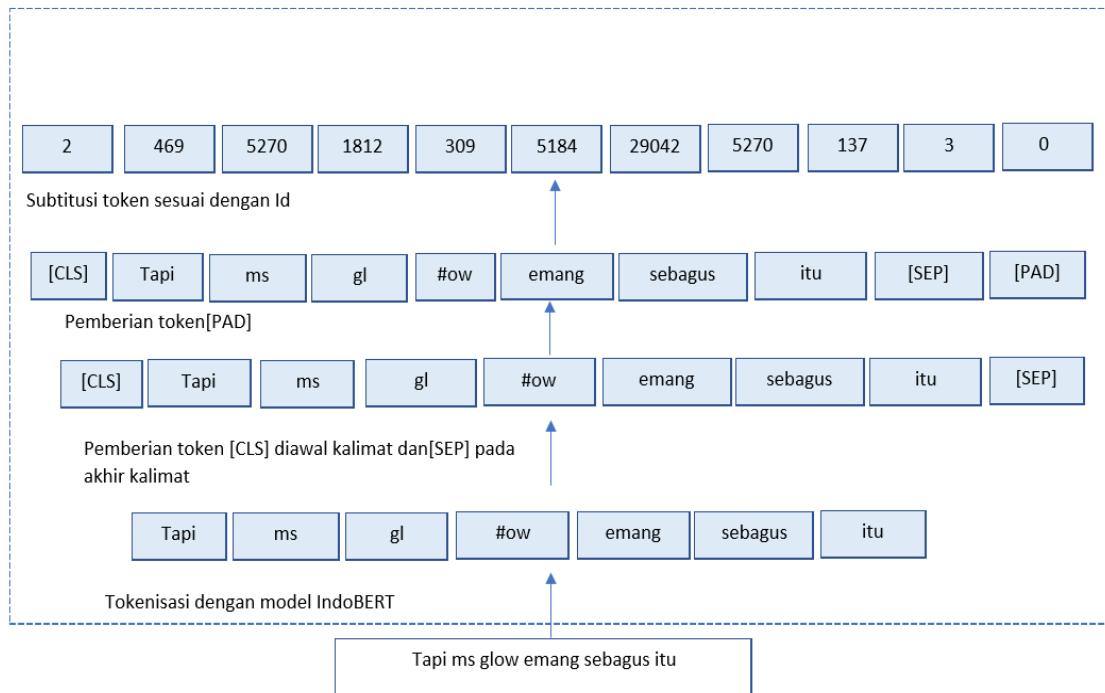 2 469 5270 1812 309 5184 29042 5270 137 3 0
Subtitusi token sesuai dengan Id
[CLS] Tapi ms gl #ow emang sebagus itu [SEP] [PAD]
Pemberian token[PAD]
[CLS] Tapi ms gl #ow emang sebagus itu [SEP]
Pemberian token [CLS] diawal kalimat dan[SEP] pada
akhir kalimat
Tapi ms gl #ow emang sebagus itu
Tokenisasi dengan model IndoBERT
Tapi ms glow emang sebagus itu